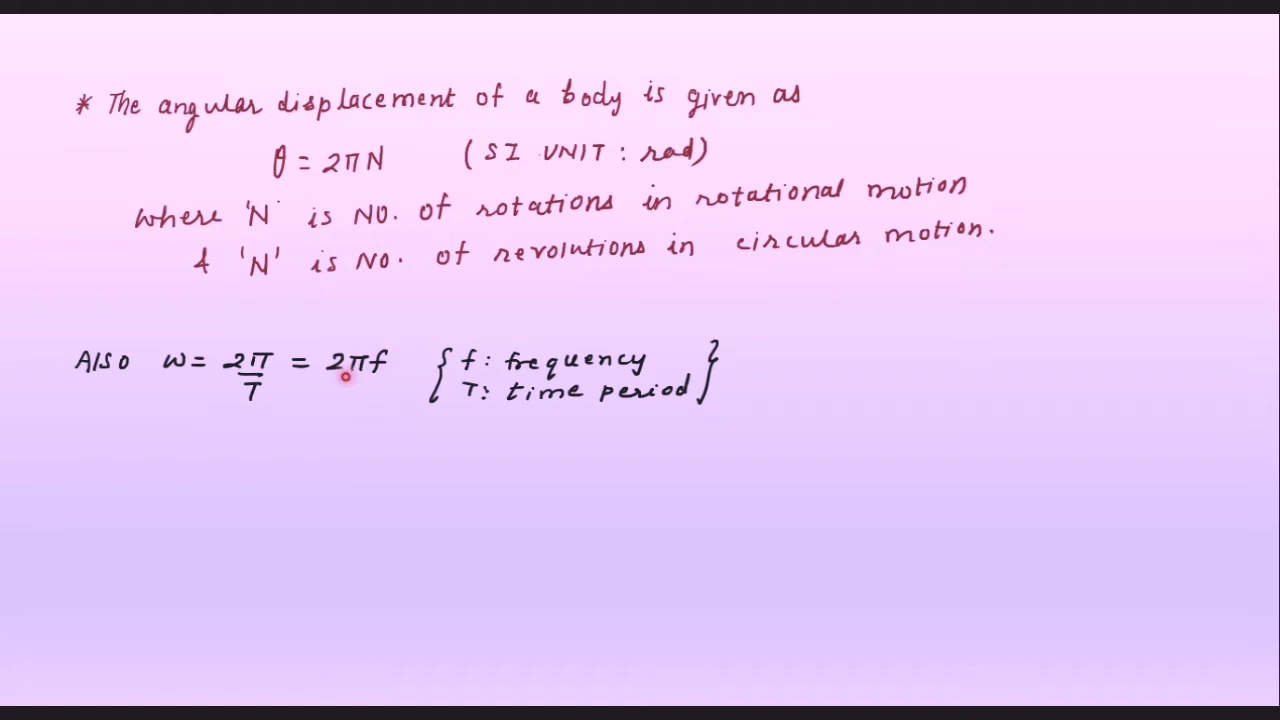 * The angular displacement of a body is given as
θ = 2πN (SI UNIT : rad)
where 'N' is NO. of rotations in rotational motion
& 'N' is NO. of revolutions in circular motion.
Also ω = 2π/T = 2πf { f : frequency
T : time period }